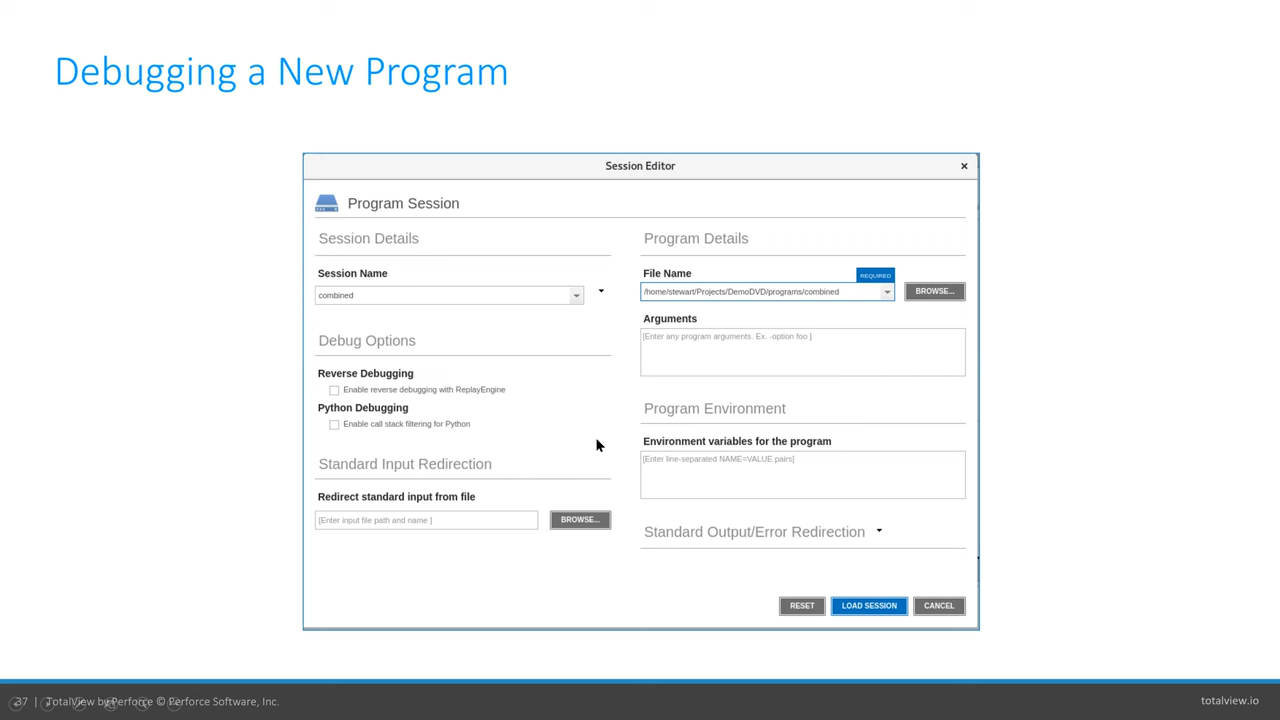 Debugging a New Program
Session Editor
Program Session
Session Details
Session Name
combined
Debug Options
Reverse Debugging
Enable reverse debugging with ReplayEngine
Python Debugging
Enable call stack filtering for Python
Standard Input Redirection
Redirect standard input from file
[Enter input file path and name ]
BROWSE...
Program Details
File Name
REQUIRED
/home/stewart/Projects/DemoDVD/programs/combined
BROWSE...
Arguments
[Enter any program arguments. Ex. -option foo ]
Program Environment
Environment variables for the program
[Enter line-separated NAME=VALUE pairs]
Standard Output/Error Redirection
RESET
LOAD SESSION
CANCEL
37 | TotalView by Perforce © Perforce Software, Inc.
totalview.io